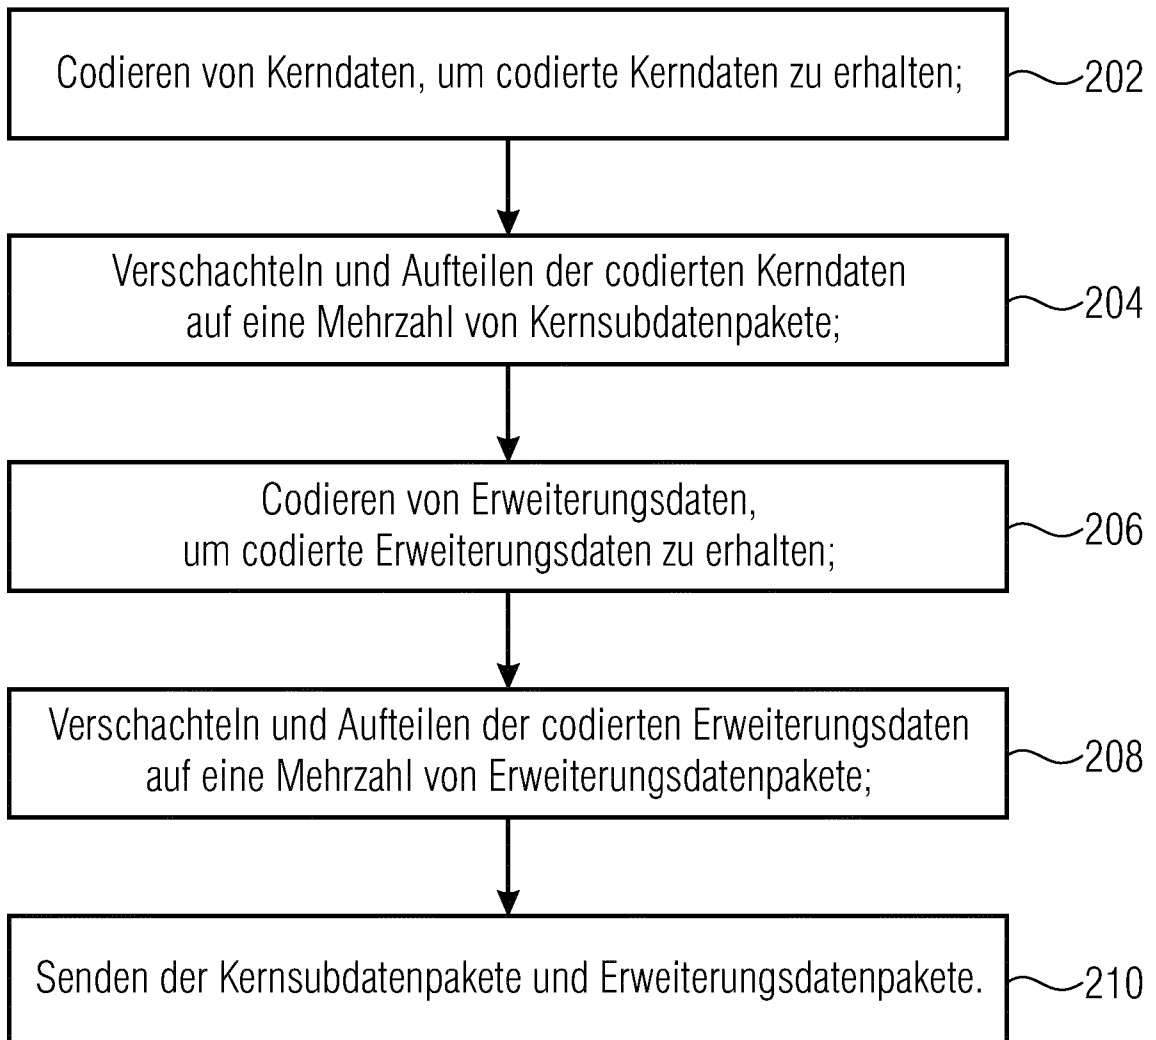 Codieren von Kerndaten, um codierte Kerndaten zu erhalten;
202
Verschachteln und Aufteilen der codierten Kerndaten
auf eine Mehrzahl von Kernsubdatenpakete;
204
Codieren von Erweiterungsdaten,
um codierte Erweiterungsdaten zu erhalten;
206
Verschachteln und Aufteilen der codierten Erweiterungsdaten
auf eine Mehrzahl von Erweiterungsdatenpakete;
208
Senden der Kernsubdatenpakete und Erweiterungsdatenpakete.
210